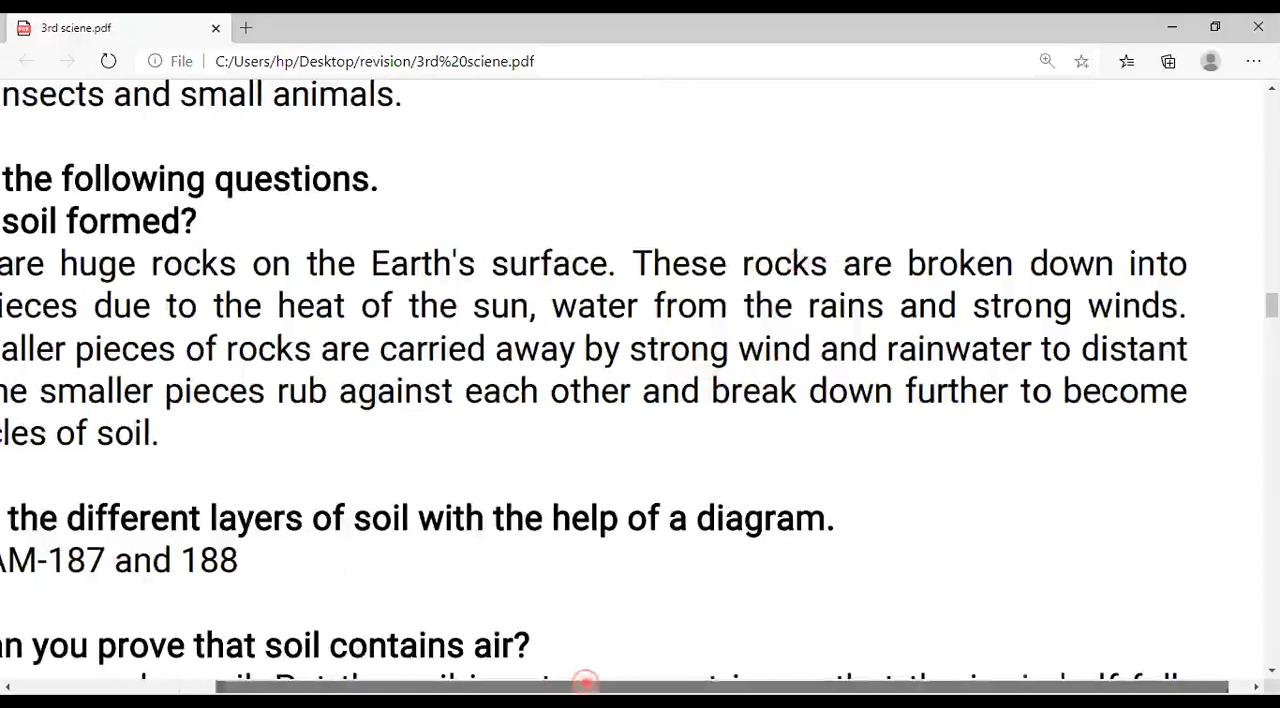 3rd sciene.pdf
File
C:/Users/hp/Desktop/revision/3rd%20sciene.pdf
nsects and small animals.
the following questions.
soil formed?
are huge rocks on the Earth's surface. These rocks are broken down into
ieces due to the heat of the sun, water from the rains and strong winds.
aller pieces of rocks are carried away by strong wind and rainwater to distant
he smaller pieces rub against each other and break down further to become
cles of soil.
the different layers of soil with the help of a diagram.
AM-187 and 188
an you prove that soil contains air?